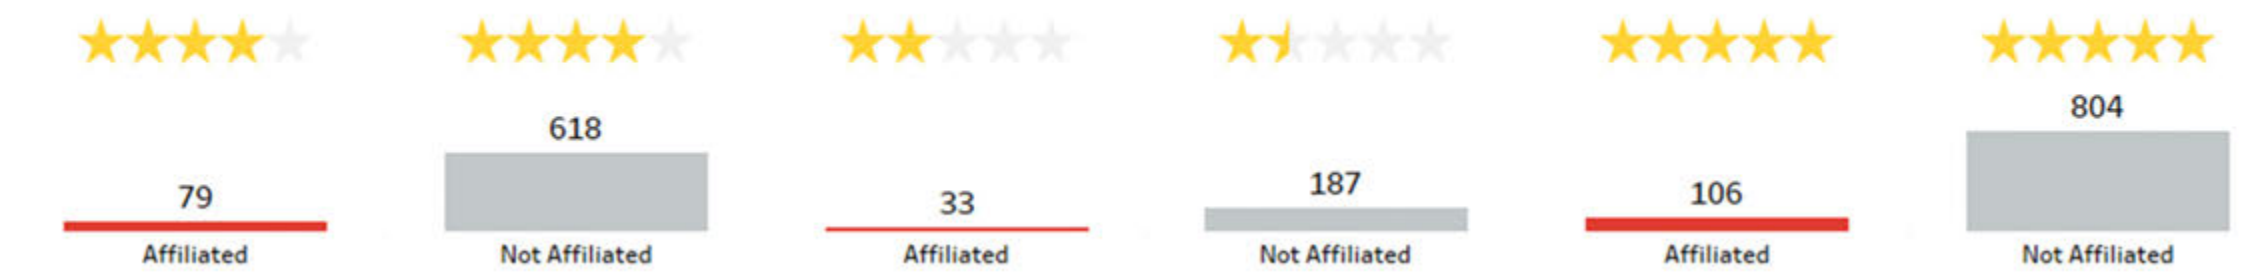 79
Affiliated
618
Not Affiliated
33
Affiliated
187
Not Affiliated
106
Affiliated
804
Not Affiliated